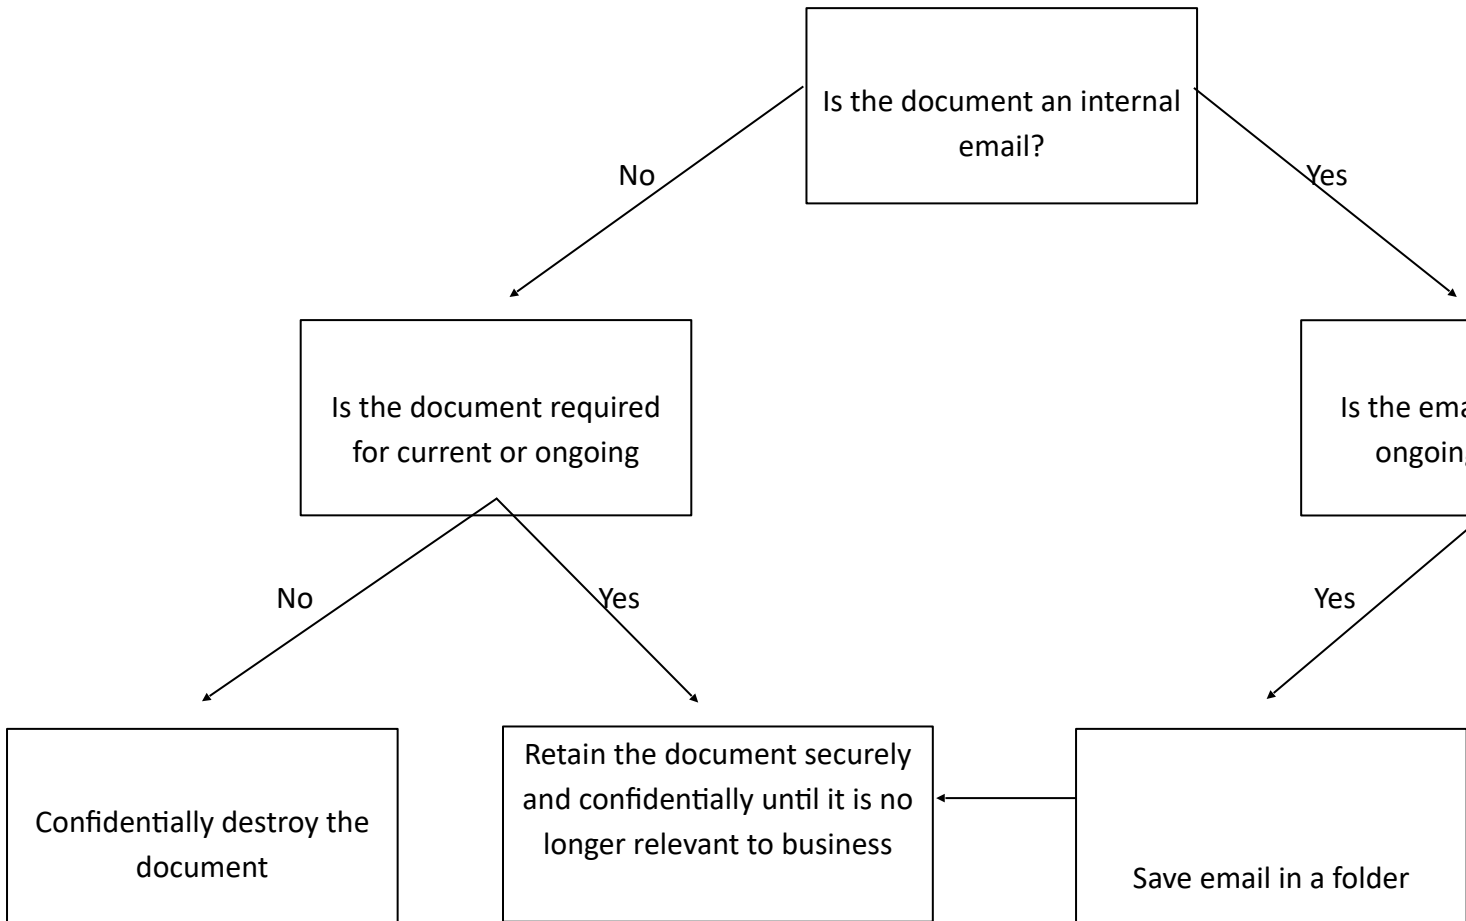 Is the document an internal
email?
No
Yes
Is the document required
for current or ongoing
Is the
No
Yes
Yes
Retain the document securely
and confidentially until it is no
longer relevant to business
Confidentially destroy the
document
Save email in a folder